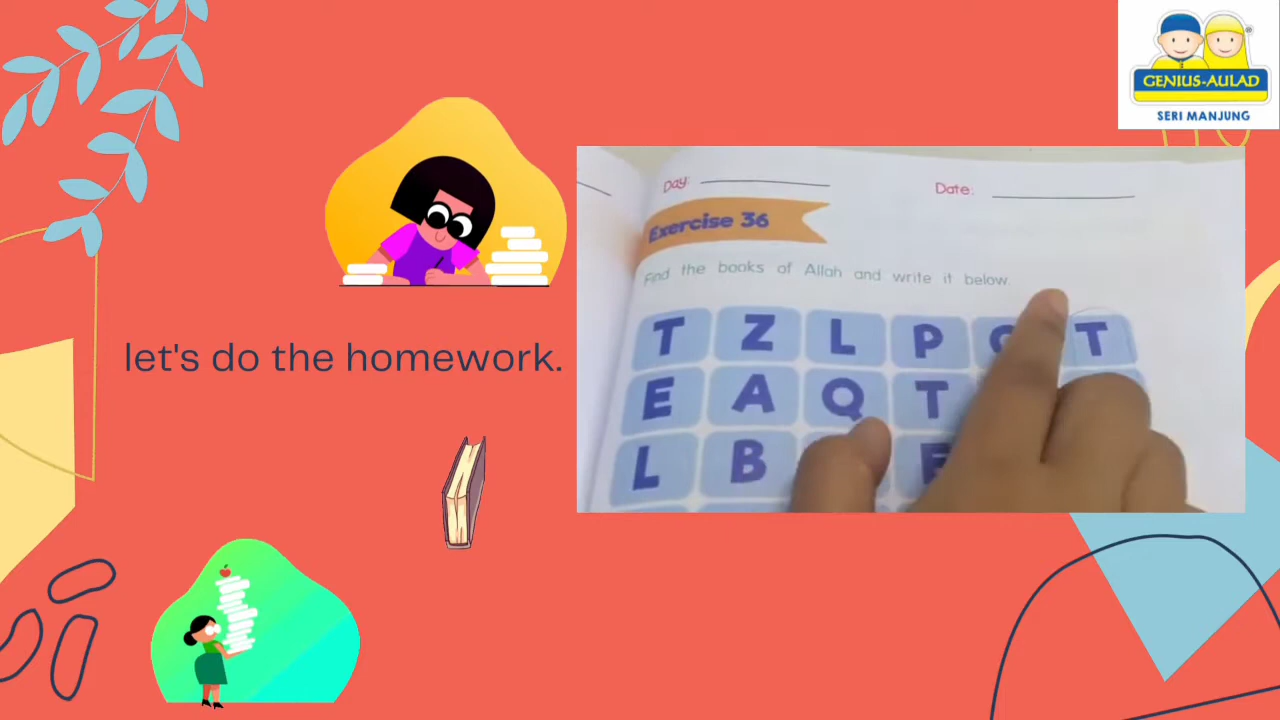 GENIUS-AULAD
SERI MANJUNG
let's do the homework.
Day:
Date:
Exercise 36
Find the books of Allah and write it below.
T Z L P T
E A Q T
L B